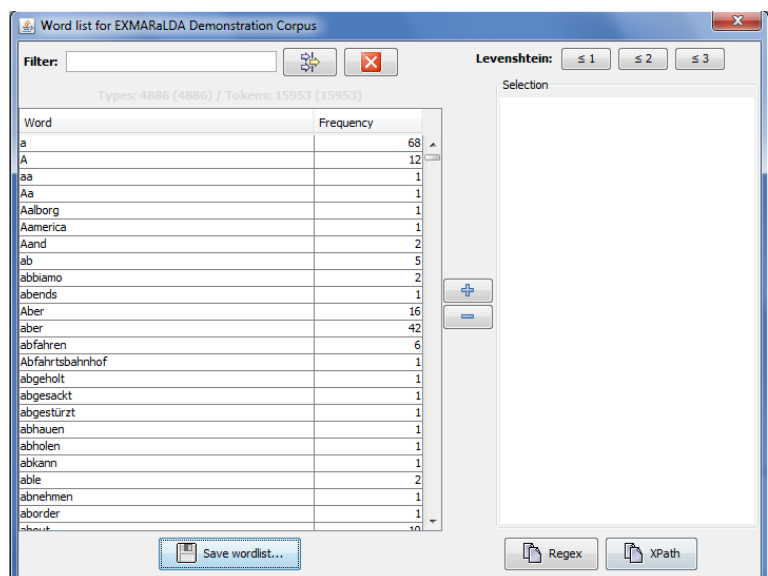 Word list for EXMARaLDA Demonstration Corpus
Filter:
Levenshtein: ≤ 1 ≤ 2 ≤ 3
Types: 4886 (4886) / Tokens: 15953 (15953)
Selection
Word Frequency
a 68
A 12
aa 1
Aa 1
Aalborg 1
Aamerica 1
Aand 2
ab 5
abbiamo 2
abends 1
Aber 16
aber 42
abfahren 6
Abfahrtsbahnhof 1
abgeholt 1
abgesackt 1
abgestürzt 1
abhauen 1
abholen 1
abkann 1
able 2
abnehmen 1
aborder 1
about 10
Save wordlist...
Regex XPath